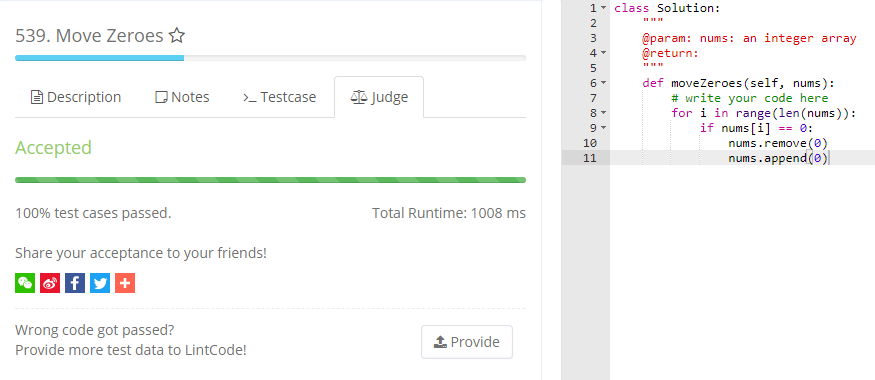 539. Move Zeroes
Description
Notes
>_ Testcase
Judge
Accepted
100% test cases passed.
Total Runtime: 1008 ms
Share your acceptance to your friends!
Wrong code got passed?
Provide more test data to LintCode!
Provide
1 class Solution:
2 """
3 @param: nums: an integer array
4 @return:
5 """
6 def moveZeroes(self, nums):
7 # write your code here
8 for i in range(len(nums)):
9 if nums[i] == 0:
10 nums.remove(0)
11 nums.append(0)